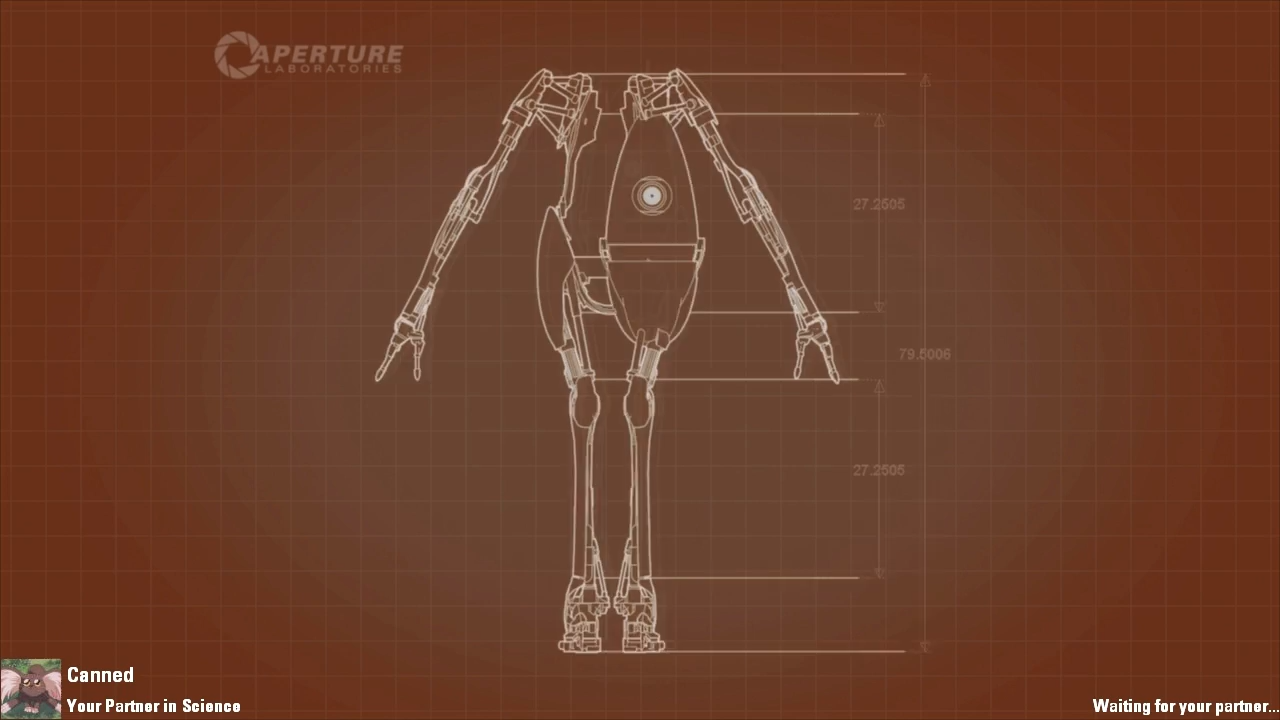 APERTURE
LABORATORIES
27.2505
79.5006
27.2505
Canned
Your Partner in Science
Waiting for your partner...